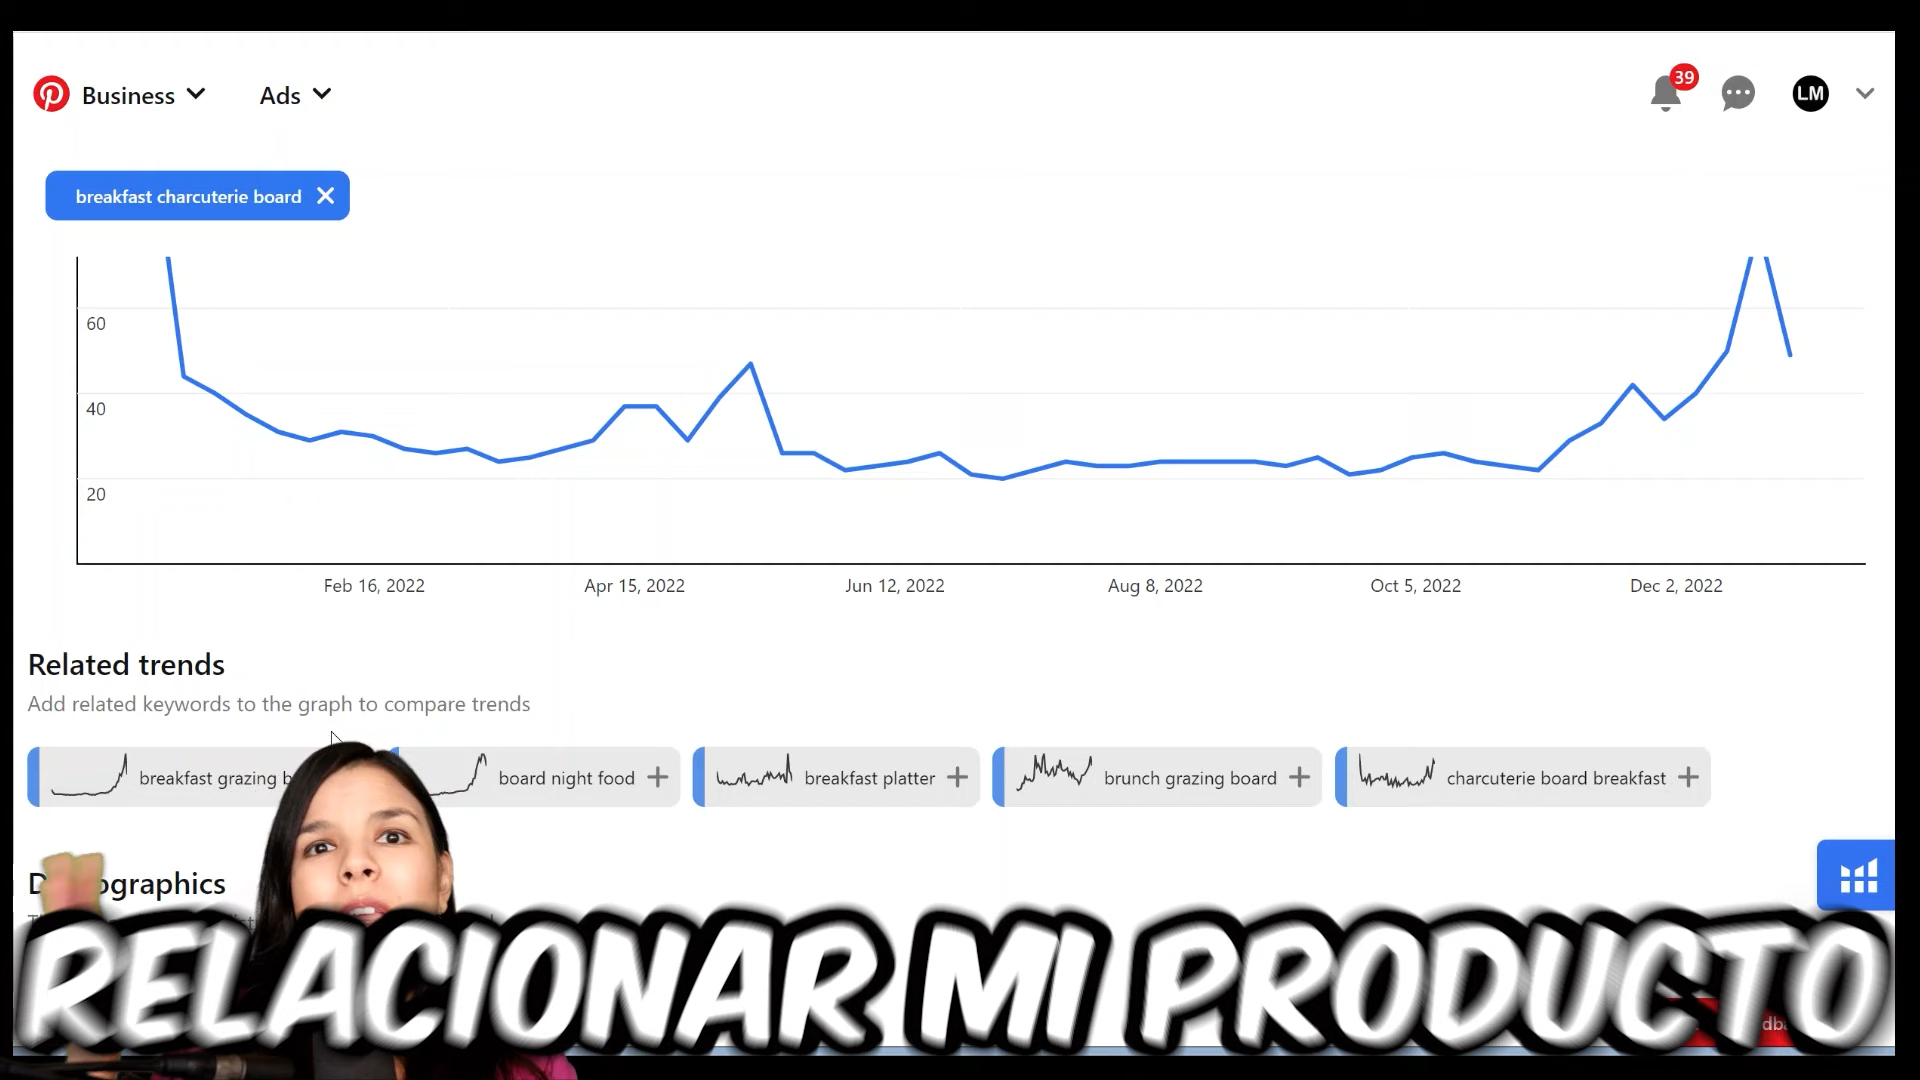 Business
Ads
39
LM
breakfast charcuterie board
60
40
20
Feb 16, 2022
Apr 15, 2022
Jun 12, 2022
Aug 8, 2022
Oct 5, 2022
Dec 2, 2022
Related trends
Add related keywords to the graph to compare trends
breakfast grazing b
board night food
breakfast platter
brunch grazing board
charcuterie board breakfast
D ographics
RELACIONAR MI PRODUCTO